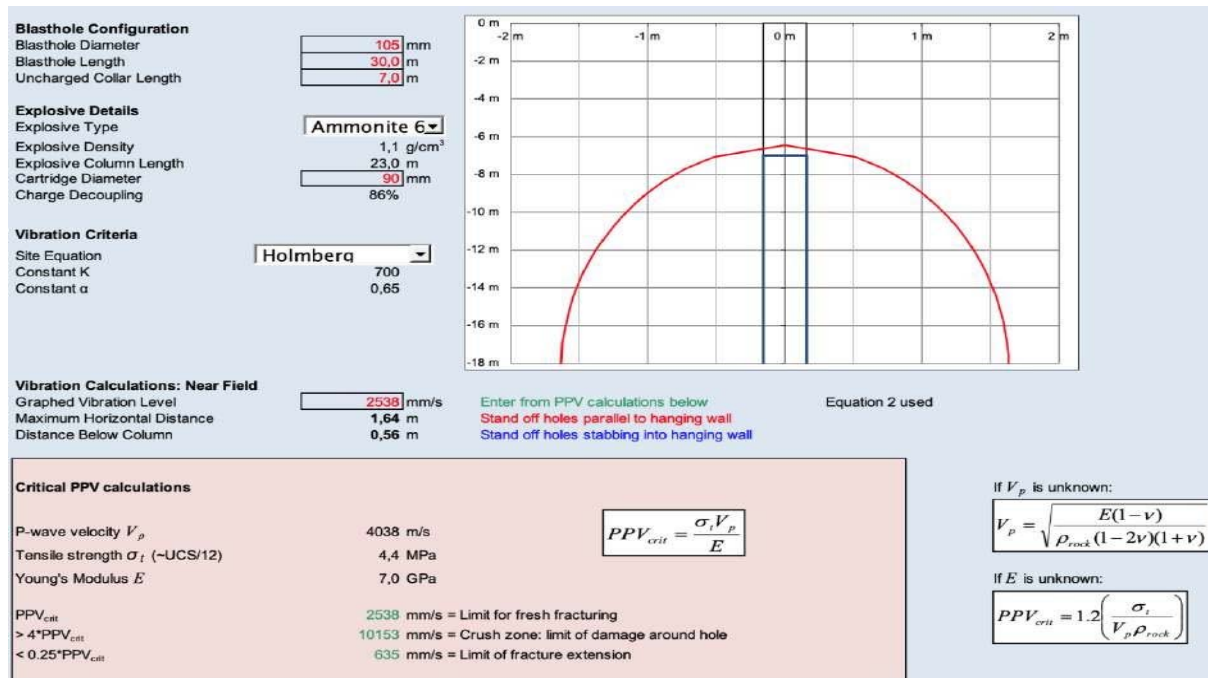 Blasthole Configuration
Blasthole Diameter 105 mm
Blasthole Length 30,0 m
Uncharged Collar Length 7,0 m
Explosive Details
Explosive Type Ammonite 6
Explosive Density 1,1 g/cm³
Explosive Column Length 23,0 m
Cartridge Diameter 90 mm
Charge Decoupling 86%
Vibration Criteria
Site Equation Holmberg
Constant K 700
Constant α 0,65
0 m
-2 m -1 m 0 m 1 m 2 m
-2 m
-4 m
-6 m
-8 m
-10 m
-12 m
-14 m
-16 m
-18 m
Vibration Calculations: Near Field
Graphed Vibration Level 2538 mm/s Enter from PPV calculations below Equation 2 used
Maximum Horizontal Distance 1,64 m Stand off holes parallel to hanging wall
Distance Below Column 0,56 m Stand off holes stabbing into hanging wall
Critical PPV calculations
P-wave velocity V_p 4038 m/s
Tensile strength σ_t (~UCS/12) 4,4 MPa
Young's Modulus E 7,0 GPa
PPV_crit = σ_t V_p / E
PPV_crit 2538 mm/s = Limit for fresh fracturing
> 4*PPV_crit 10153 mm/s = Crush zone: limit of damage around hole
< 0.25*PPV_crit 635 mm/s = Limit of fracture extension
If V_p is unknown:
V_p = √(E(1-ν) / ρ_rock(1-2ν)(1+ν))
If E is unknown:
PPV_crit = 1.2(σ_t / V_p ρ_rock)